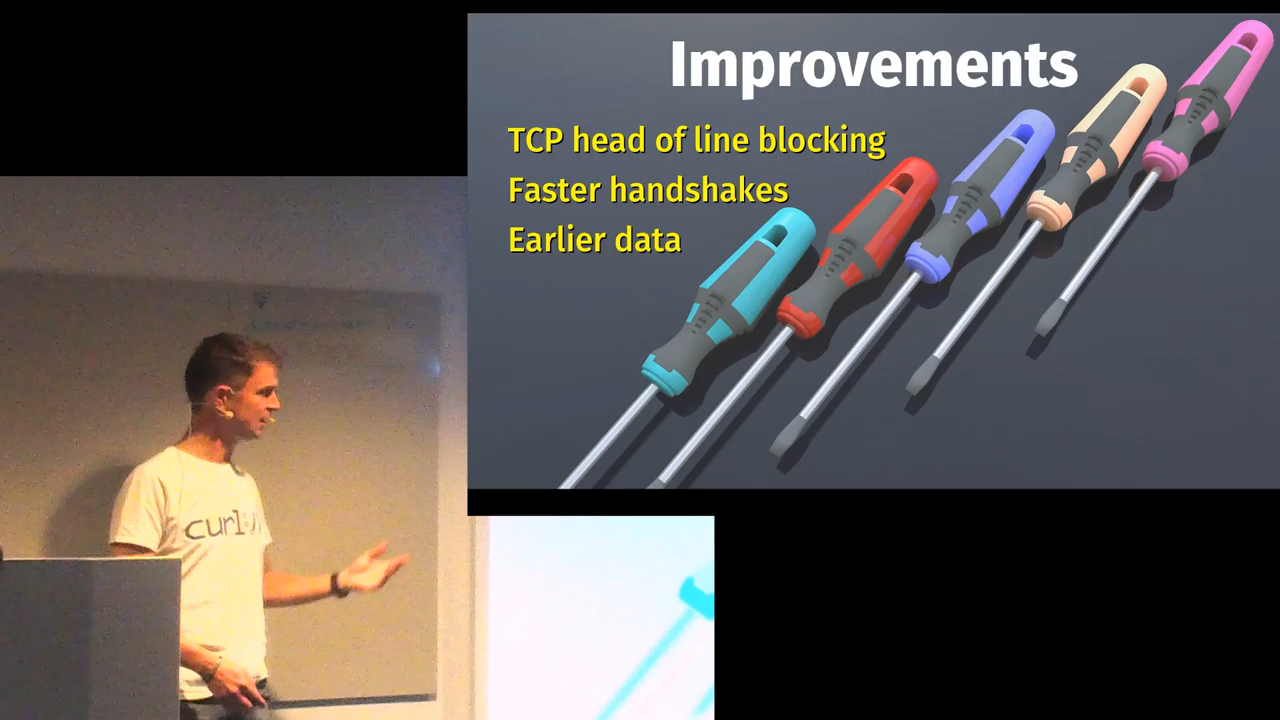 Improvements
TCP head of line blocking
Faster handshakes
Earlier data
curl